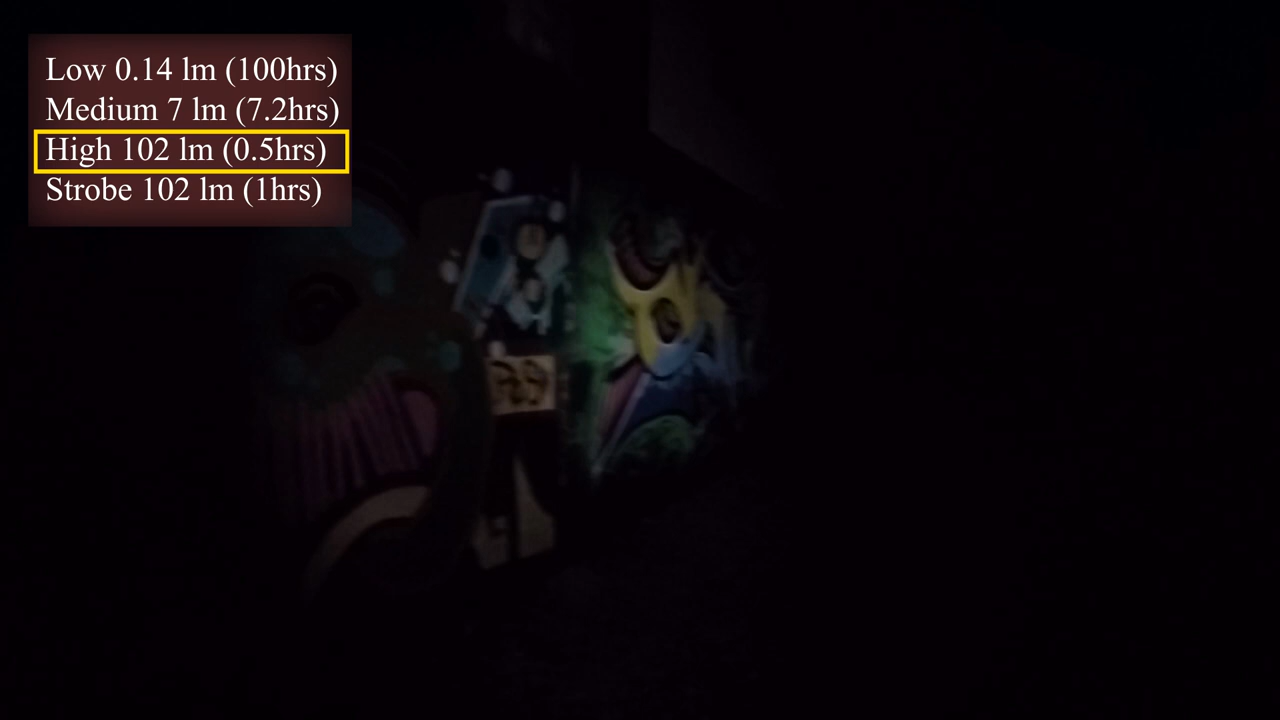 Low 0.14 lm (100hrs)
Medium 7 lm (7.2hrs)
High 102 lm (0.5hrs)
Strobe 102 lm (1hrs)